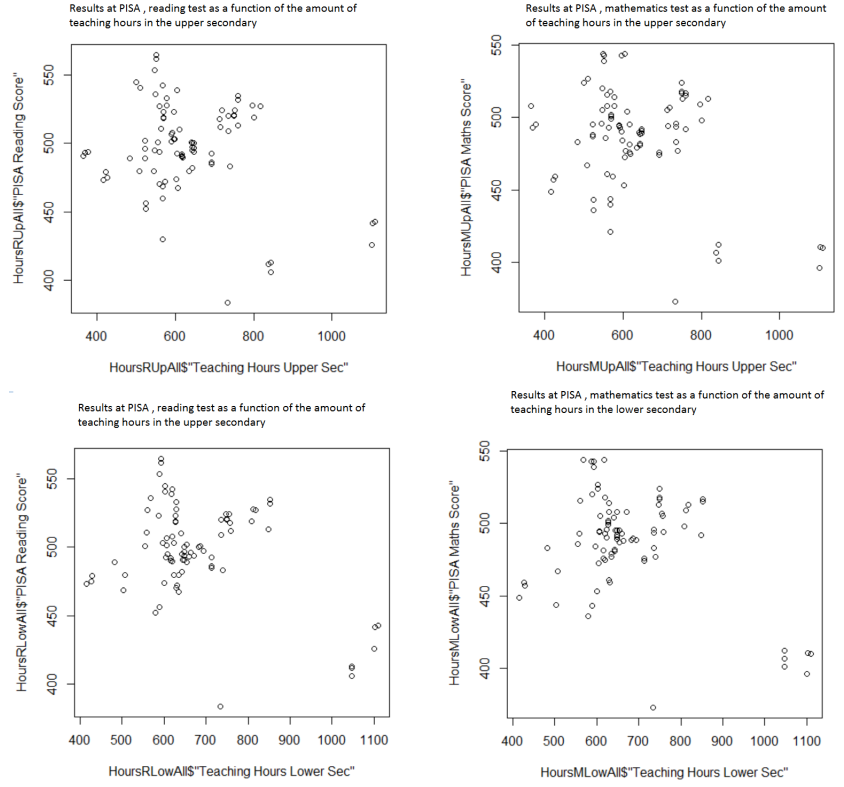 Results at PISA , reading test as a function of the amount of
teaching hours in the upper secondary
550
500
450
400
HoursRUpAll$"PISA Reading Score"
400 600 800 1000
HoursRUpAll$"Teaching Hours Upper Sec"
Results at PISA , mathematics test as a function of the amount
of teaching hours in the upper secondary
550
500
450
400
HoursMUpAll$"PISA Maths Score"
400 600 800 1000
HoursMUpAll$"Teaching Hours Upper Sec"
Results at PISA , reading test as a function of the amount of
teaching hours in the upper secondary
550
500
450
400
HoursRLowAll$"PISA Reading Score"
400 500 600 700 800 900 1000 1100
HoursRLowAll$"Teaching Hours Lower Sec"
Results at PISA , mathematics test as a function of the amount of
teaching hours in the lower secondary
550
500
450
400
HoursMLowAll$"PISA Maths Score"
400 500 600 700 800 900 1000 1100
HoursMLowAll$"Teaching Hours Lower Sec"